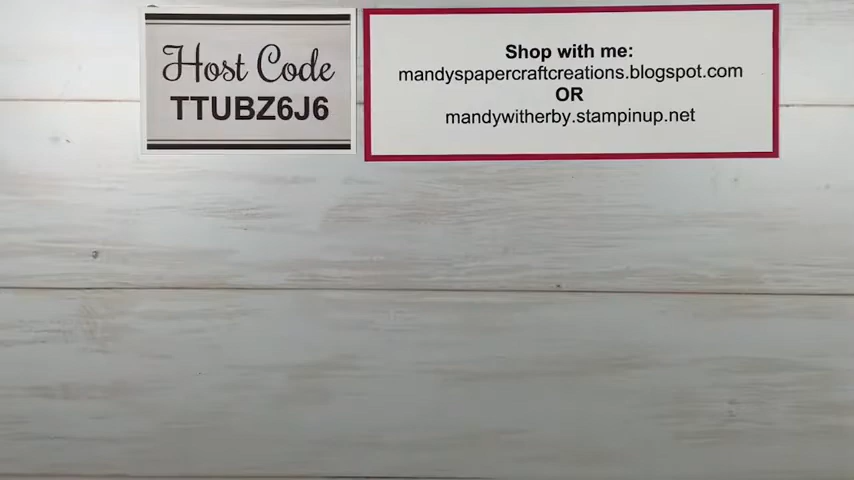 Host Code
TTUBZ6J6
Shop with me:
mandyspapercraftcreations.blogspot.com
OR
mandywitherby.stampinup.net